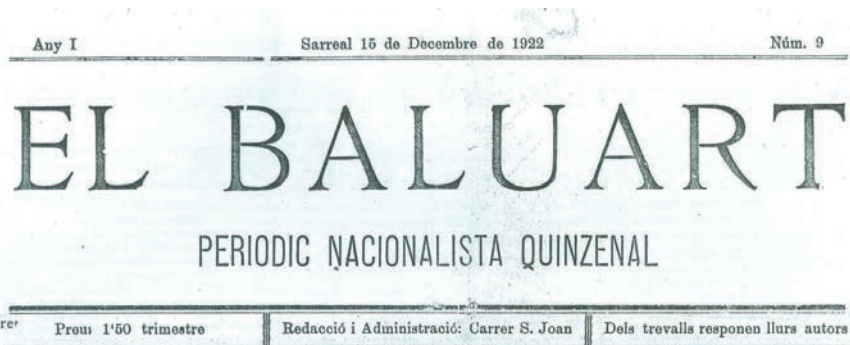 Any I Sarreal 15 de Decembre de 1922 Núm. 9
EL BALUART
PERIODIC NACIONALISTA QUINZENAL
Preu: 1'50 trimestre Redacció i Administració: Carrer S. Joan Dels trevalls responen llurs autors